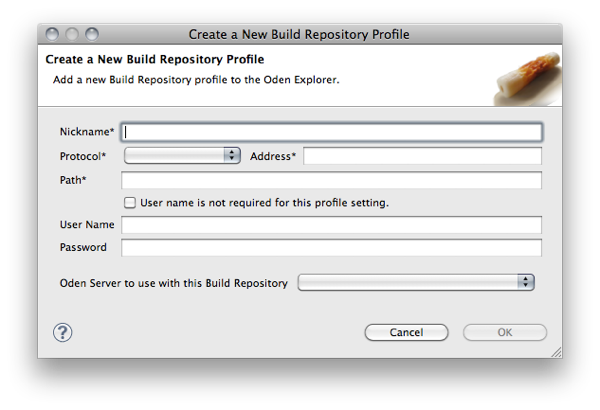 Create a New Build Repository Profile
Create a New Build Repository Profile
Add a new Build Repository profile to the Oden Explorer.
Nickname*
Protocol* Address*
Path*
User name is not required for this profile setting.
User Name
Password
Oden Server to use with this Build Repository
? Cancel OK